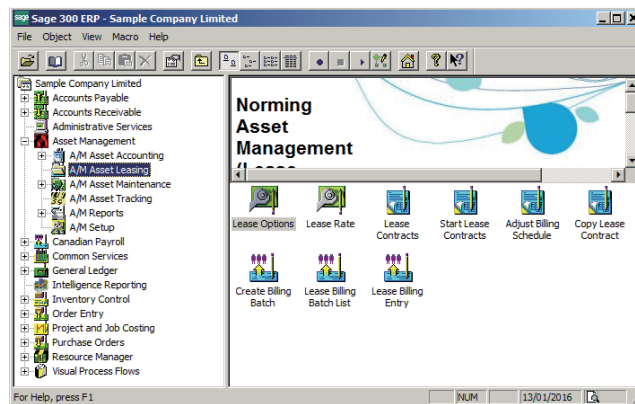 sage Sage 300 ERP - Sample Company Limited
File Object View Macro Help
Sample Company Limited
Accounts Payable
Accounts Receivable
Administrative Services
Asset Management
A/M Asset Accounting
A/M Asset Leasing
A/M Asset Maintenance
A/M Asset Tracking
A/M Reports
A/M Setup
Canadian Payroll
Common Services
General Ledger
Intelligence Reporting
Inventory Control
Order Entry
Project and Job Costing
Purchase Orders
Resource Manager
Visual Process Flows
Norming
Asset
Management
(Lease
Lease Options Lease Rate Lease Contracts Start Lease Contracts Adjust Billing Schedule Copy Lease Contract
Create Billing Batch Lease Billing Batch List Lease Billing Entry
For Help, press F1 NUM 13/01/2016